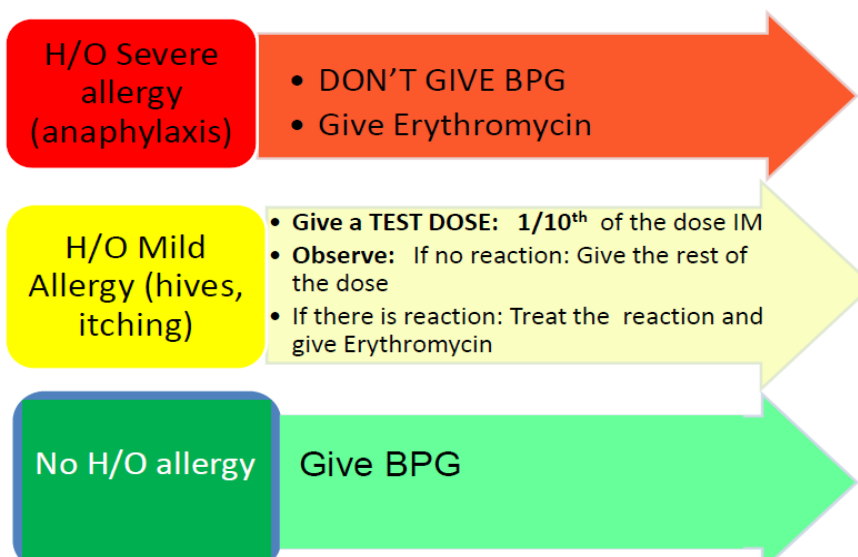 H/O Severe
allergy
(anaphylaxis)
• DON’T GIVE BPG
• Give Erythromycin
H/O Mild
Allergy (hives,
itching)
• Give a TEST DOSE: 1/10th of the dose IM
• Observe: If no reaction: Give the rest of
the dose
• If there is reaction: Treat the reaction and
give Erythromycin
No H/O allergy
Give BPG